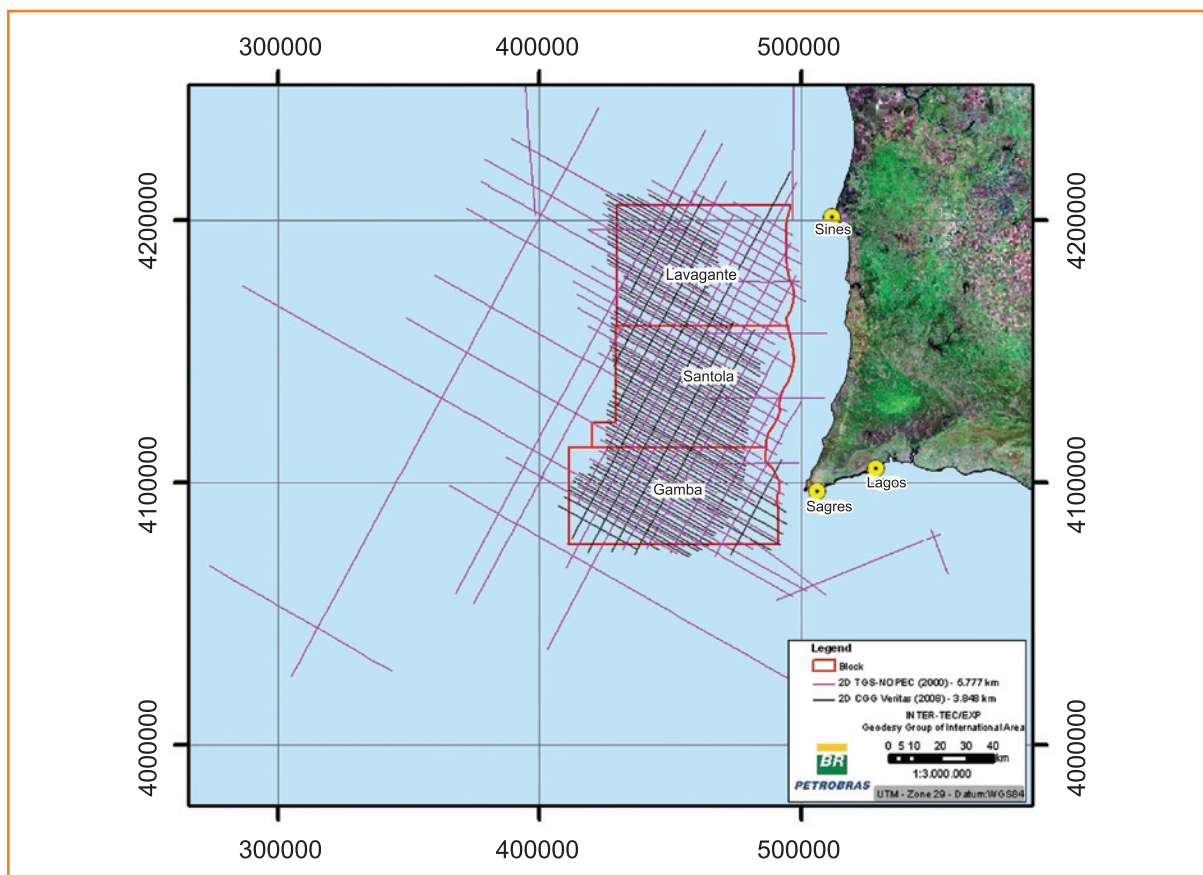 300000 400000 500000
4200000 4200000
Sines
Lavagante
Santola
4100000 4100000
Gamba
Lagos
Sagres
Legend
Block
2D TGS-NOPEC (2000) - 5.777 km
2D CGG Veritas (2008) - 3.848 km
INTER-TEC/EXP
Geodesy Group of International Area
0 5 10 20 30 40
km
1:3.000.000
BR
PETROBRAS
UTM - Zone 29 - Datum:WGS84
4000000 4000000
300000 400000 500000